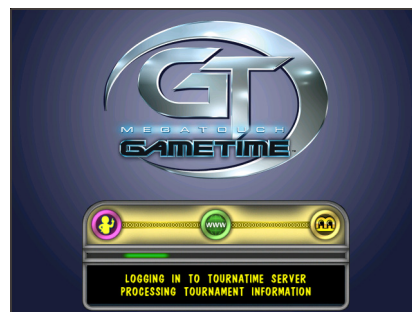 GT
MEGATOUCH
GAMETIME
WWW
LOGGING IN TO TOURNATIME SERVER
PROCESSING TOURNAMENT INFORMATION